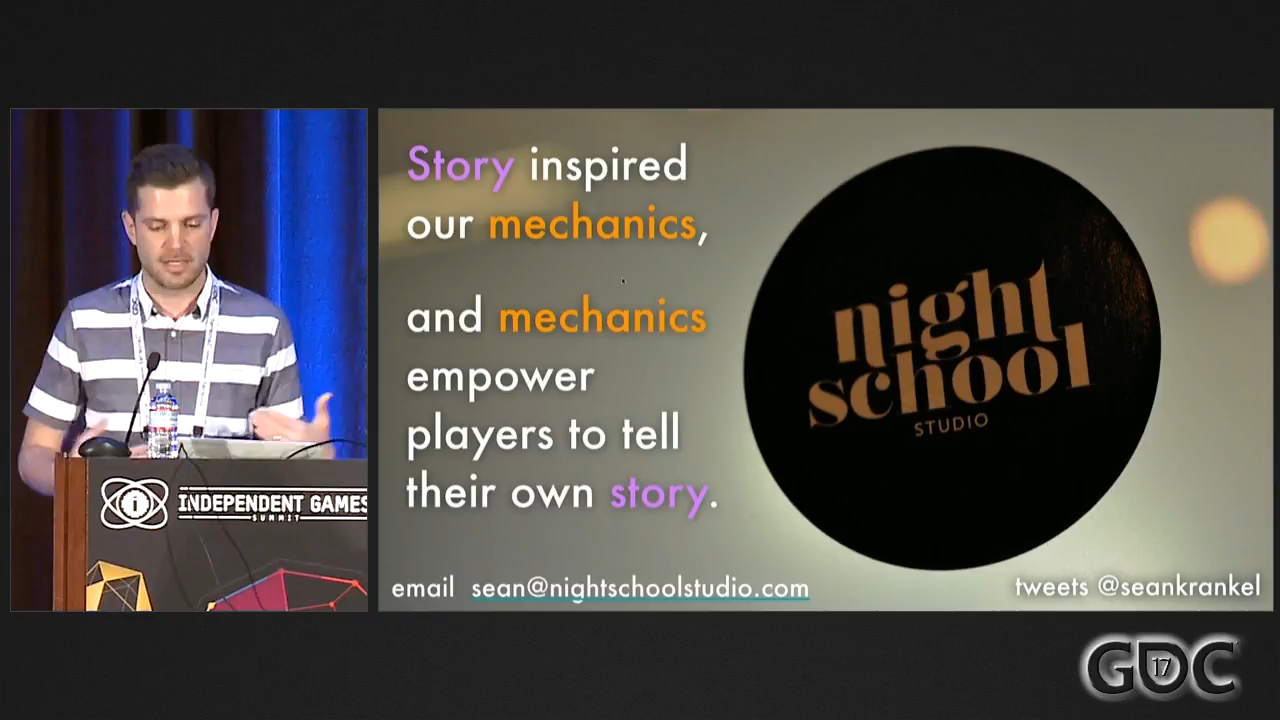 Story inspired
our mechanics,
and mechanics
empower
players to tell
their own story.
night
school
STUDIO
email sean@nightschoolstudio.com
tweets @seankrankel
INDEPENDENT GAMES
SUMMIT
GDC
17